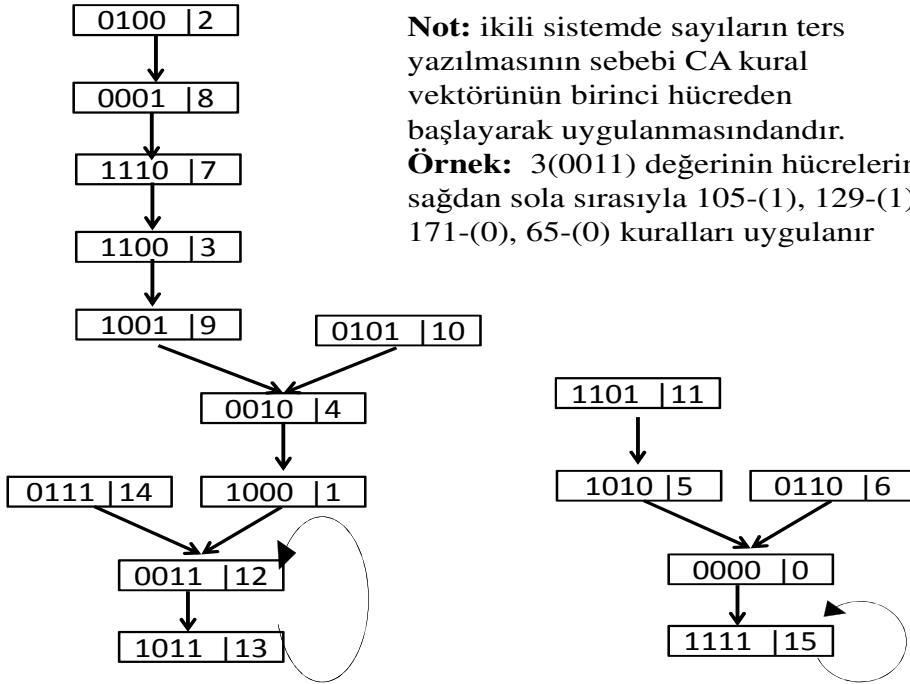 0100 |2
Not: ikili sistemde sayıların ters
yazılmasının sebebi CA kural
vektörünün birinci hücreden
başlayarak uygulanmasındandır.
Örnek: 3(0011) değerinin hücrelerin
sağdan sola sırasıyla 105-(1), 129-(1)
171-(0), 65-(0) kuralları uygulanır
0001 |8
1110 |7
1100 |3
1001 |9
0101 |10
0010 |4
1101 |11
0111 |14
1000 |1
1010 |5
0110 |6
0011 |12
0000 |0
1011 |13
1111 |15